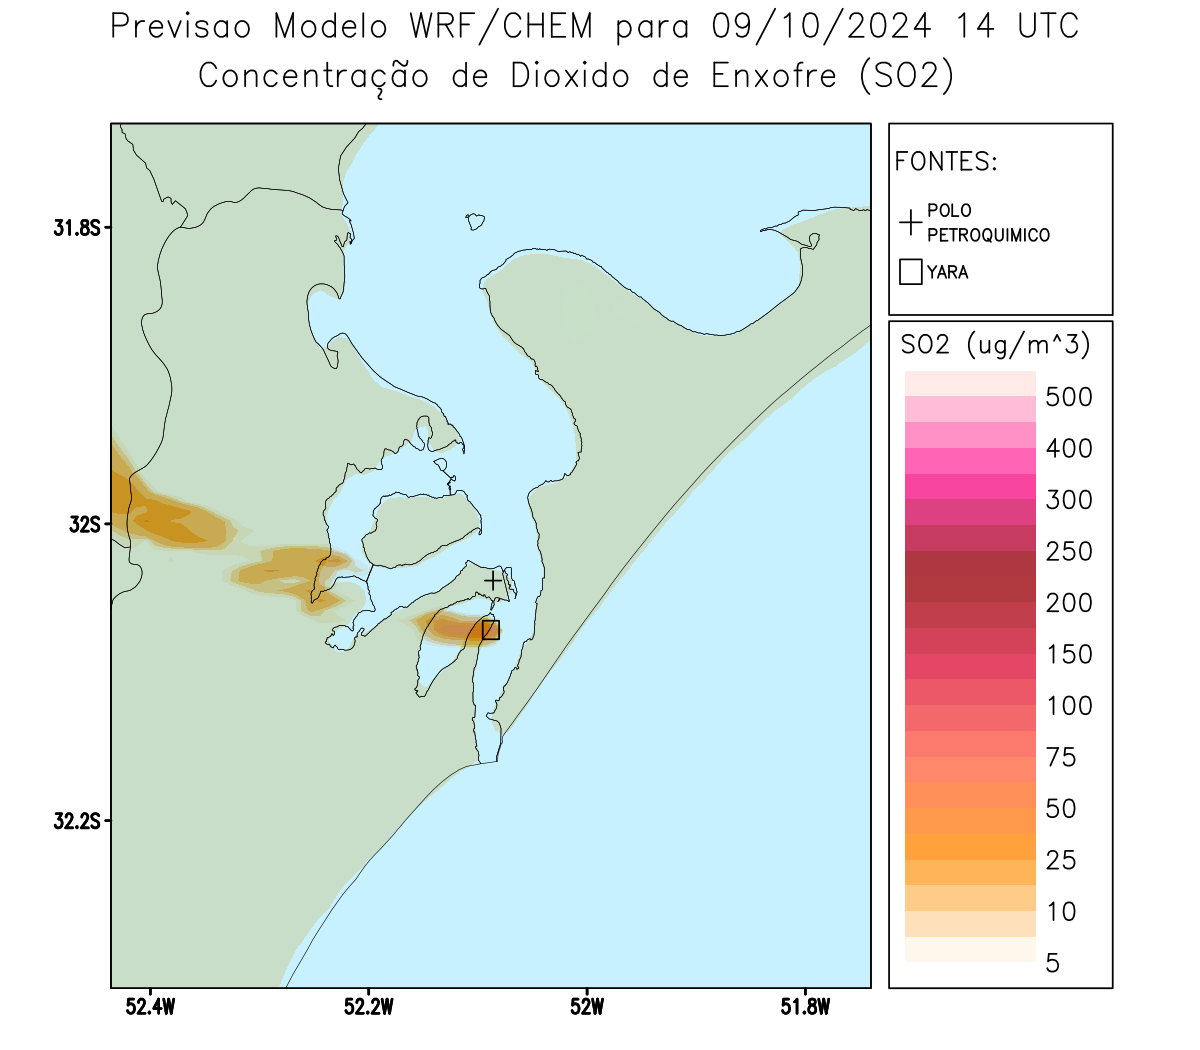 Previsao Modelo WRF/CHEM para 09/10/2024 14 UTC
Concentração de Dioxido de Enxofre (SO2)
FONTES:
POLO
PETROQUIMICO
YARA
31.8S
32S
32.2S
52.4W
52.2W
52W
51.8W
SO2 (ug/m^3)
500
400
300
250
200
150
100
75
50
25
10
5